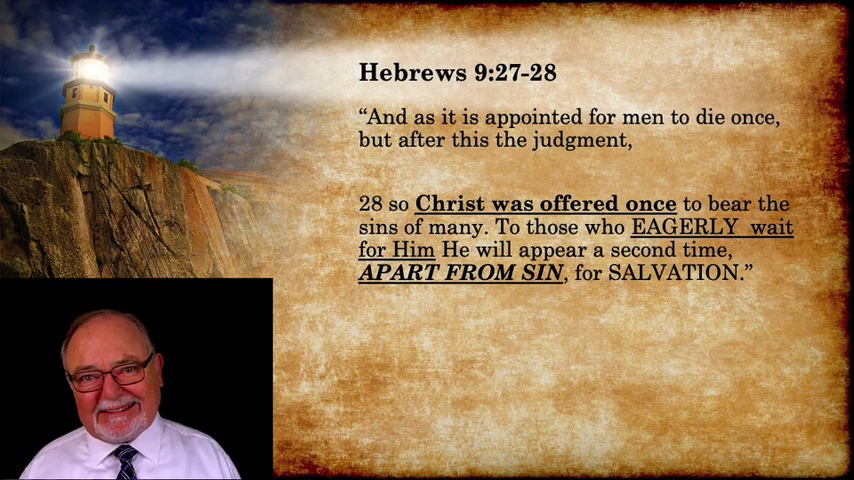 Hebrews 9:27-28
“And as it is appointed for men to die once,
but after this the judgment,
28 so Christ was offered once to bear the
sins of many. To those who EAGERLY wait
for Him He will appear a second time,
APART FROM SIN, for SALVATION.”